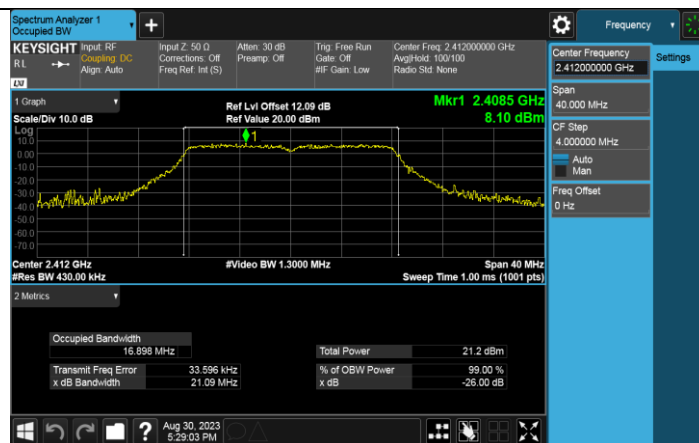 Spectrum Analyzer 1
Occupied BW
Frequency
KEYSIGHT Input: RF Input Z: 50 Ω Atten: 30 dB Trig: Free Run Center Freq: 2.412000000 GHz
RL Coupling: DC Corrections: Off Preamp: Off Gate: Off Avg|Hold: 100/100
Align: Auto Freq Ref: Int (S) #IF Gain: Low Radio Std: None
LXI
Center Frequency
2.412000000 GHz
Settings
Span
40.000 MHz
CF Step
4.000000 MHz
Auto
Man
Freq Offset
0 Hz
1 Graph
Ref Lvl Offset 12.09 dB Mkr1 2.4085 GHz
Scale/Div 10.0 dB Ref Value 20.00 dBm 8.10 dBm
Log
10.0
0.00
-10.0
-20.0
-30.0
-40.0
-50.0
-60.0
-70.0
1
Center 2.412 GHz #Video BW 1.3000 MHz Span 40 MHz
#Res BW 430.00 kHz Sweep Time 1.00 ms (1001 pts)
2 Metrics
Occupied Bandwidth
16.898 MHz Total Power 21.2 dBm
Transmit Freq Error 33.596 kHz % of OBW Power 99.00 %
x dB Bandwidth 21.09 MHz x dB -26.00 dB
Aug 30, 2023
5:29:03 PM